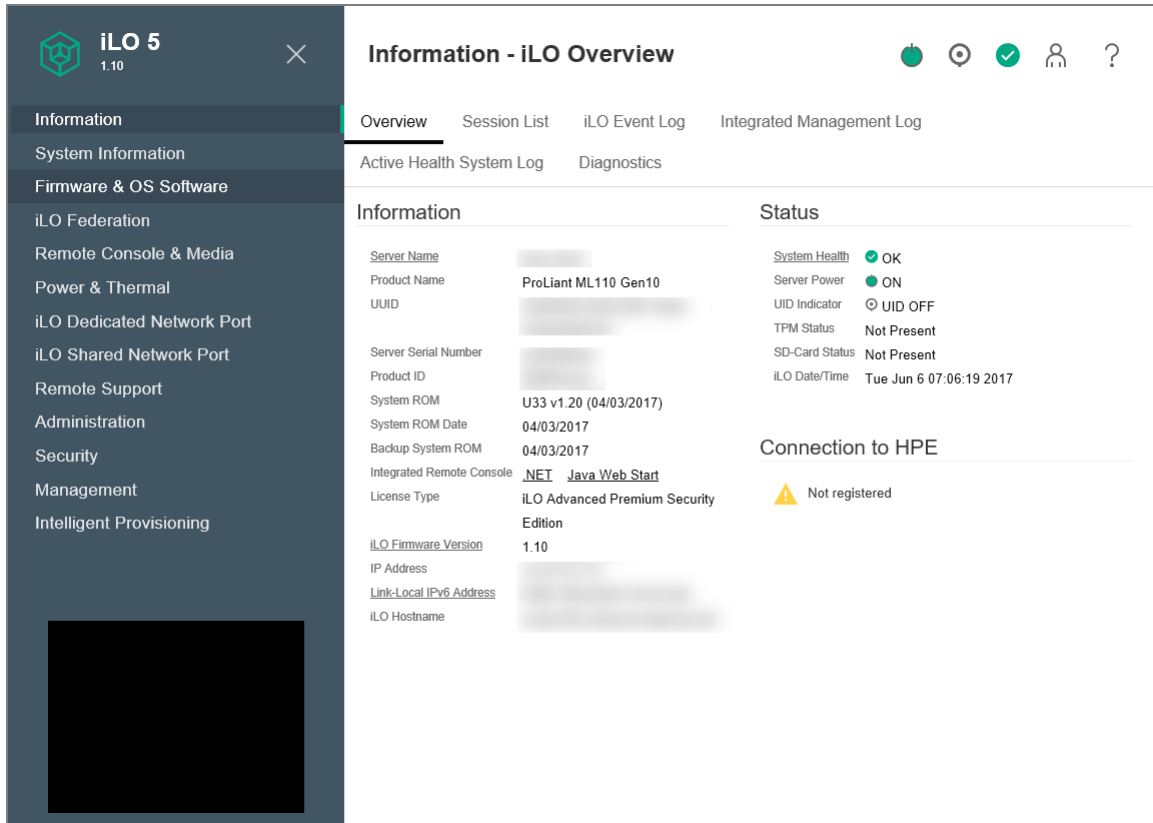 iLO 5
1.10
Information
System Information
Firmware & OS Software
iLO Federation
Remote Console & Media
Power & Thermal
iLO Dedicated Network Port
iLO Shared Network Port
Remote Support
Administration
Security
Management
Intelligent Provisioning
Information - iLO Overview
Overview Session List iLO Event Log Integrated Management Log
Active Health System Log Diagnostics
Information
Server Name
Product Name ProLiant ML110 Gen10
UUID
Server Serial Number
Product ID
System ROM U33 v1.20 (04/03/2017)
System ROM Date 04/03/2017
Backup System ROM 04/03/2017
Integrated Remote Console .NET Java Web Start
License Type iLO Advanced Premium Security
Edition
iLO Firmware Version 1.10
IP Address
Link-Local IPv6 Address
iLO Hostname
Status
System Health OK
Server Power ON
UID Indicator UID OFF
TPM Status Not Present
SD-Card Status Not Present
iLO Date/Time Tue Jun 6 07:06:19 2017
Connection to HPE
Not registered